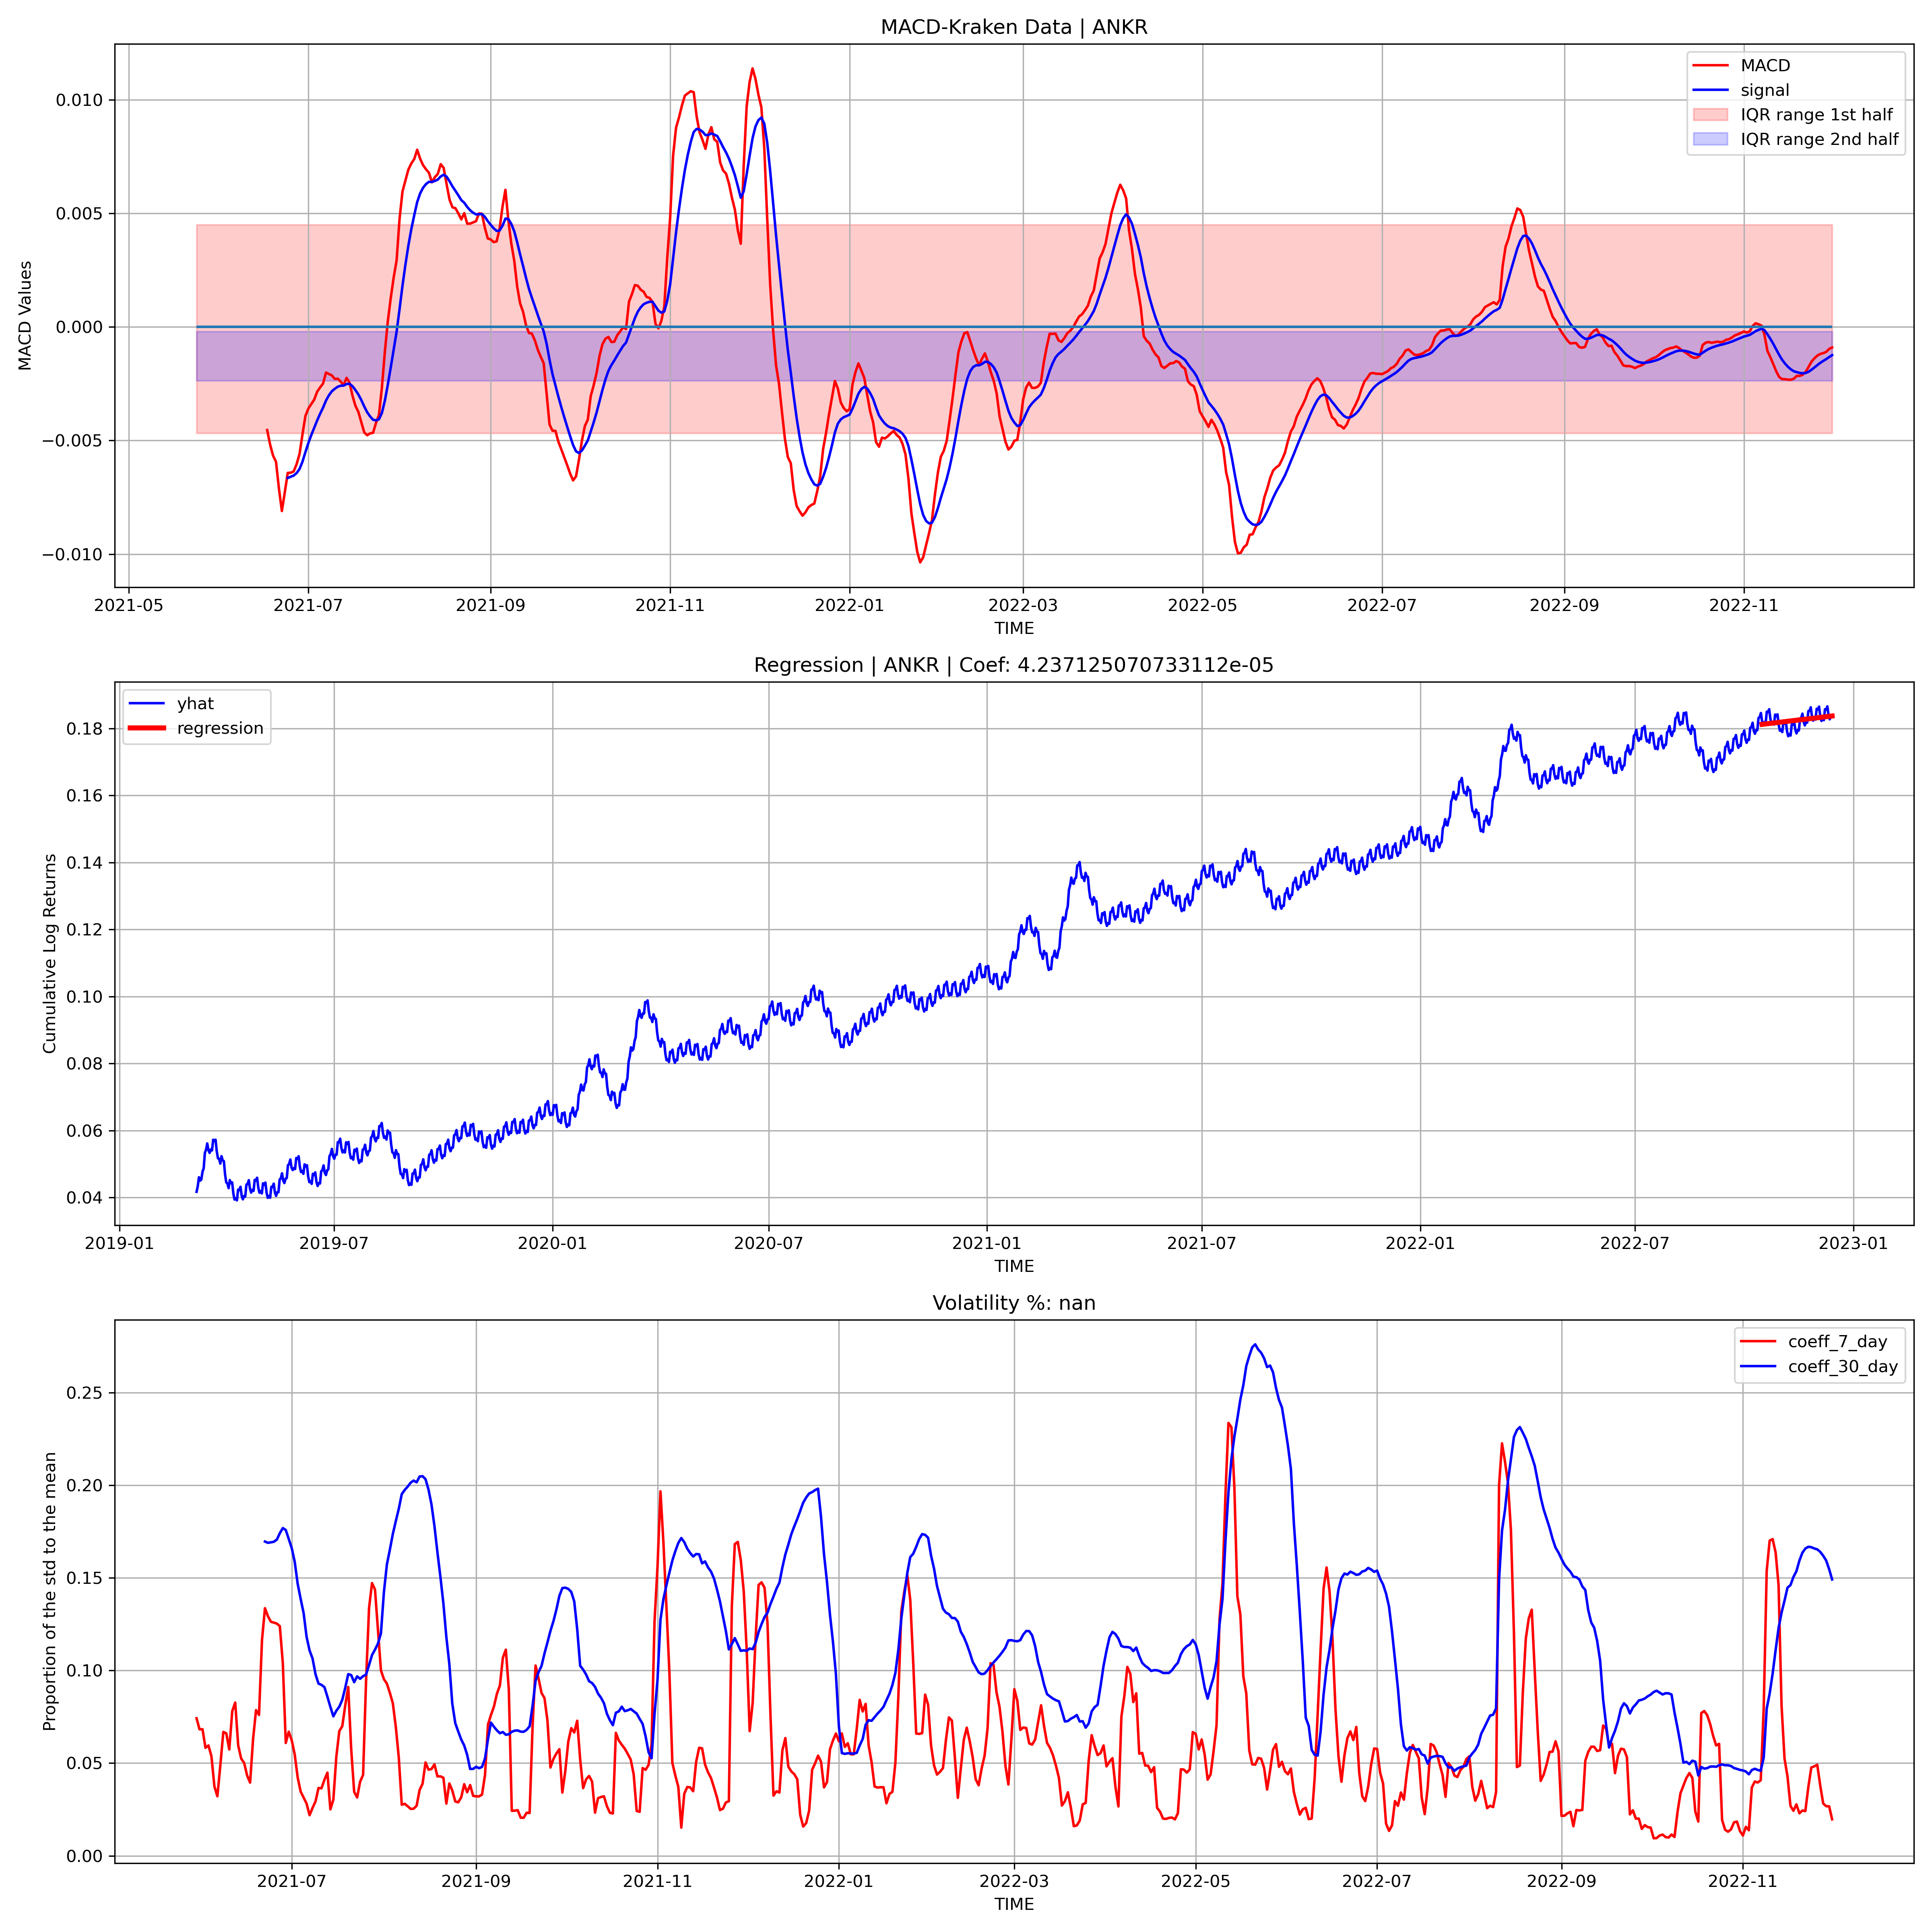 MACD-Kraken Data | ANKR
MACD
signal
IQR range 1st half
IQR range 2nd half
0.010
0.005
0.000
−0.005
−0.010
MACD Values
2021-05 2021-07 2021-09 2021-11 2022-01 2022-03 2022-05 2022-07 2022-09 2022-11
TIME
Regression | ANKR | Coef: 4.237125070733112e-05
yhat
regression
0.18
0.16
0.14
0.12
0.10
0.08
0.06
0.04
Cumulative Log Returns
2019-01 2019-07 2020-01 2020-07 2021-01 2021-07 2022-01 2022-07 2023-01
TIME
Volatility %: nan
coeff_7_day
coeff_30_day
0.25
0.20
0.15
0.10
0.05
0.00
Proportion of the std to the mean
2021-07 2021-09 2021-11 2022-01 2022-03 2022-05 2022-07 2022-09 2022-11
TIME